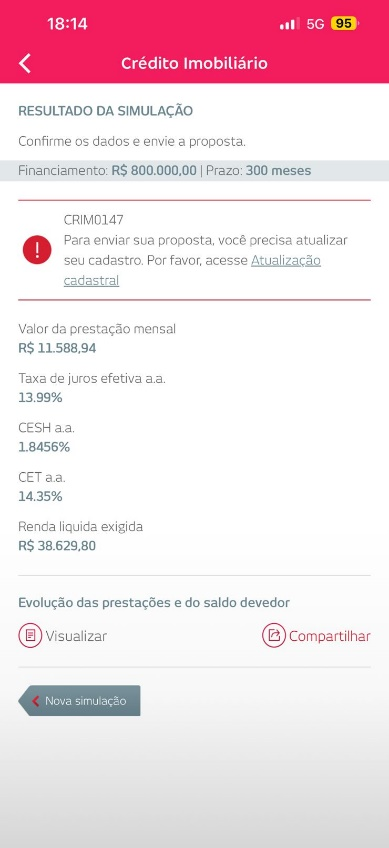 18:14 5G 95
Crédito Imobiliário
RESULTADO DA SIMULAÇÃO
Confirme os dados e envie a proposta.
Financiamento: R$ 800.000,00 | Prazo: 300 meses
CRIM0147
Para enviar sua proposta, você precisa atualizar
seu cadastro. Por favor, acesse Atualização
cadastral
Valor da prestação mensal
R$ 11.588,94
Taxa de juros efetiva a.a.
13.99%
CESH a.a.
1.8456%
CET a.a.
14.35%
Renda liquida exigida
R$ 38.629,80
Evolução das prestações e do saldo devedor
Visualizar Compartilhar
Nova simulação